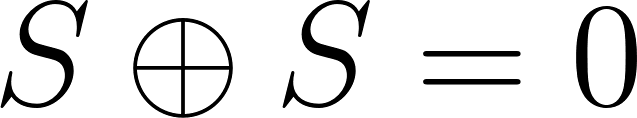 S ⊕ S = 0